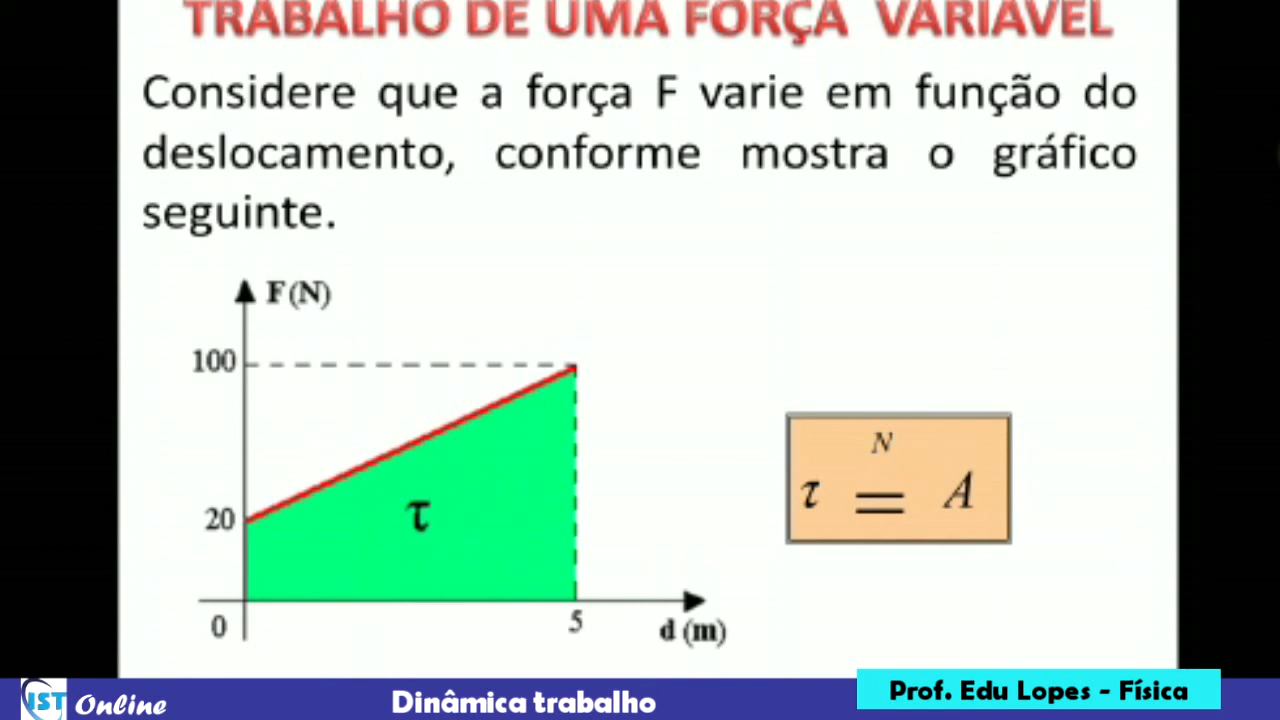 TRABALHO DE UMA FORÇA VARIAVEL
Considere que a força F varie em função do
deslocamento, conforme mostra o gráfico
seguinte.
F (N)
100
20
τ
0
5
d (m)
N
τ = A
IST Online
Dinâmica trabalho
Prof. Edu Lopes - Física